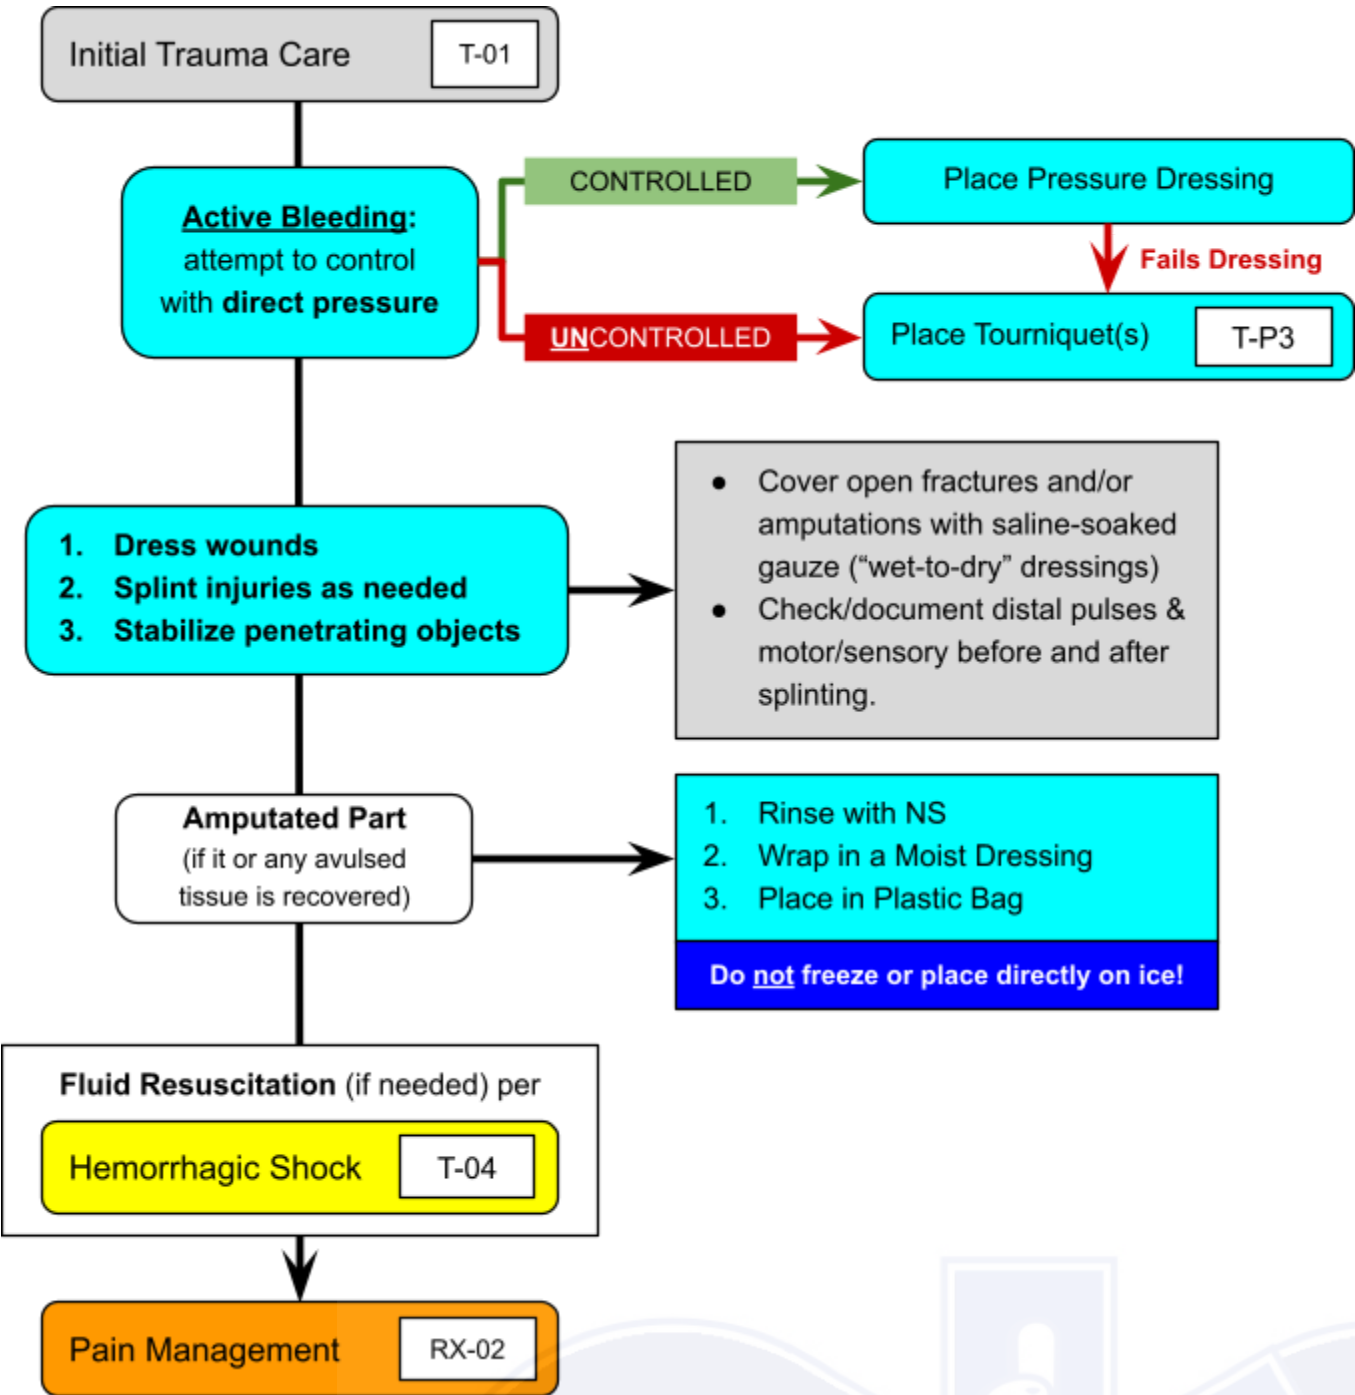 Initial Trauma Care
T-01
Active Bleeding:
attempt to control
with direct pressure
CONTROLLED
Place Pressure Dressing
Fails Dressing
UNCONTROLLED
Place Tourniquet(s)
T-P3
1. Dress wounds
2. Splint injuries as needed
3. Stabilize penetrating objects
● Cover open fractures and/or
amputations with saline-soaked
gauze (“wet-to-dry” dressings)
● Check/document distal pulses &
motor/sensory before and after
splinting.
Amputated Part
(if it or any avulsed
tissue is recovered)
1. Rinse with NS
2. Wrap in a Moist Dressing
3. Place in Plastic Bag
Do not freeze or place directly on ice!
Fluid Resuscitation (if needed) per
Hemorrhagic Shock
T-04
Pain Management
RX-02